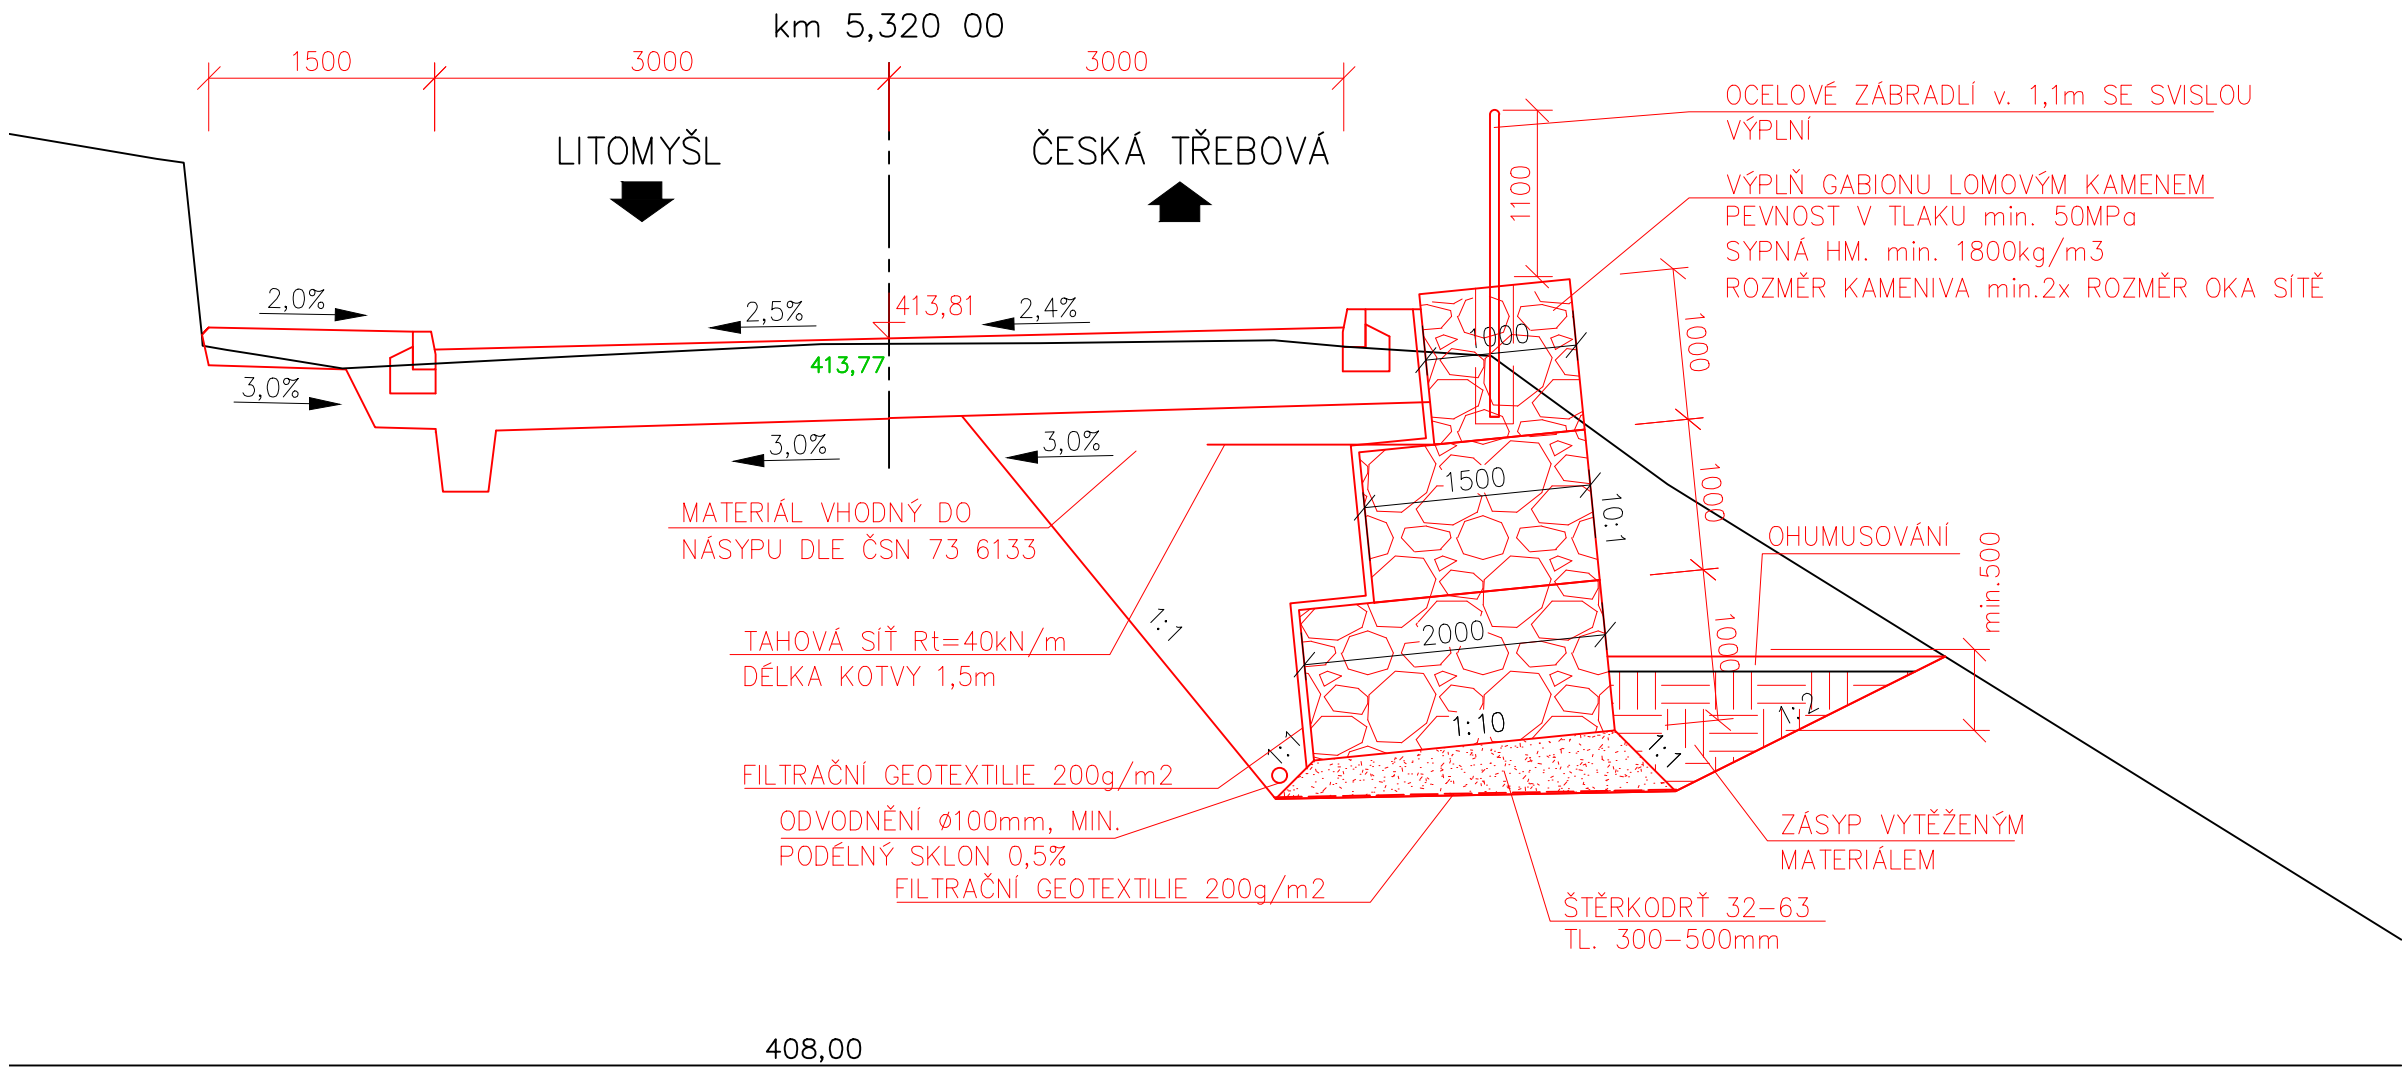 km 5,320 00
1500
3000
3000
LITOMYŠL
ČESKÁ TŘEBOVÁ
OCELOVÉ ZÁBRADLÍ v. 1,1m SE SVISLOU
VÝPLNÍ
1100
VÝPLŇ GABIONU LOMOVÝM KAMENEM
PEVNOST V TLAKU min. 50MPa
SYPNÁ HM. min. 1800kg/m3
ROZMĚR KAMENIVA min.2x ROZMĚR OKA SÍTĚ
2,0%
2,5%
413,81
2,4%
1000
1000
413,77
3,0%
3,0%
3,0%
1500
1000
10:1
MATERIÁL VHODNÝ DO
NÁSYPU DLE ČSN 73 6133
OHUMUSOVÁNÍ
min.500
1:1
TAHOVÁ SÍŤ Rt=40kN/m
DÉLKA KOTVY 1,5m
2000
1000
1:10
1:2
1:1
1:1
FILTRAČNÍ GEOTEXTILIE 200g/m2
ODVODNĚNÍ ø100mm, MIN.
PODÉLNÝ SKLON 0,5%
FILTRAČNÍ GEOTEXTILIE 200g/m2
ZÁSYP VYTĚŽENÝM
MATERIÁLEM
ŠTĚRKODRŤ 32-63
TL. 300-500mm
408,00